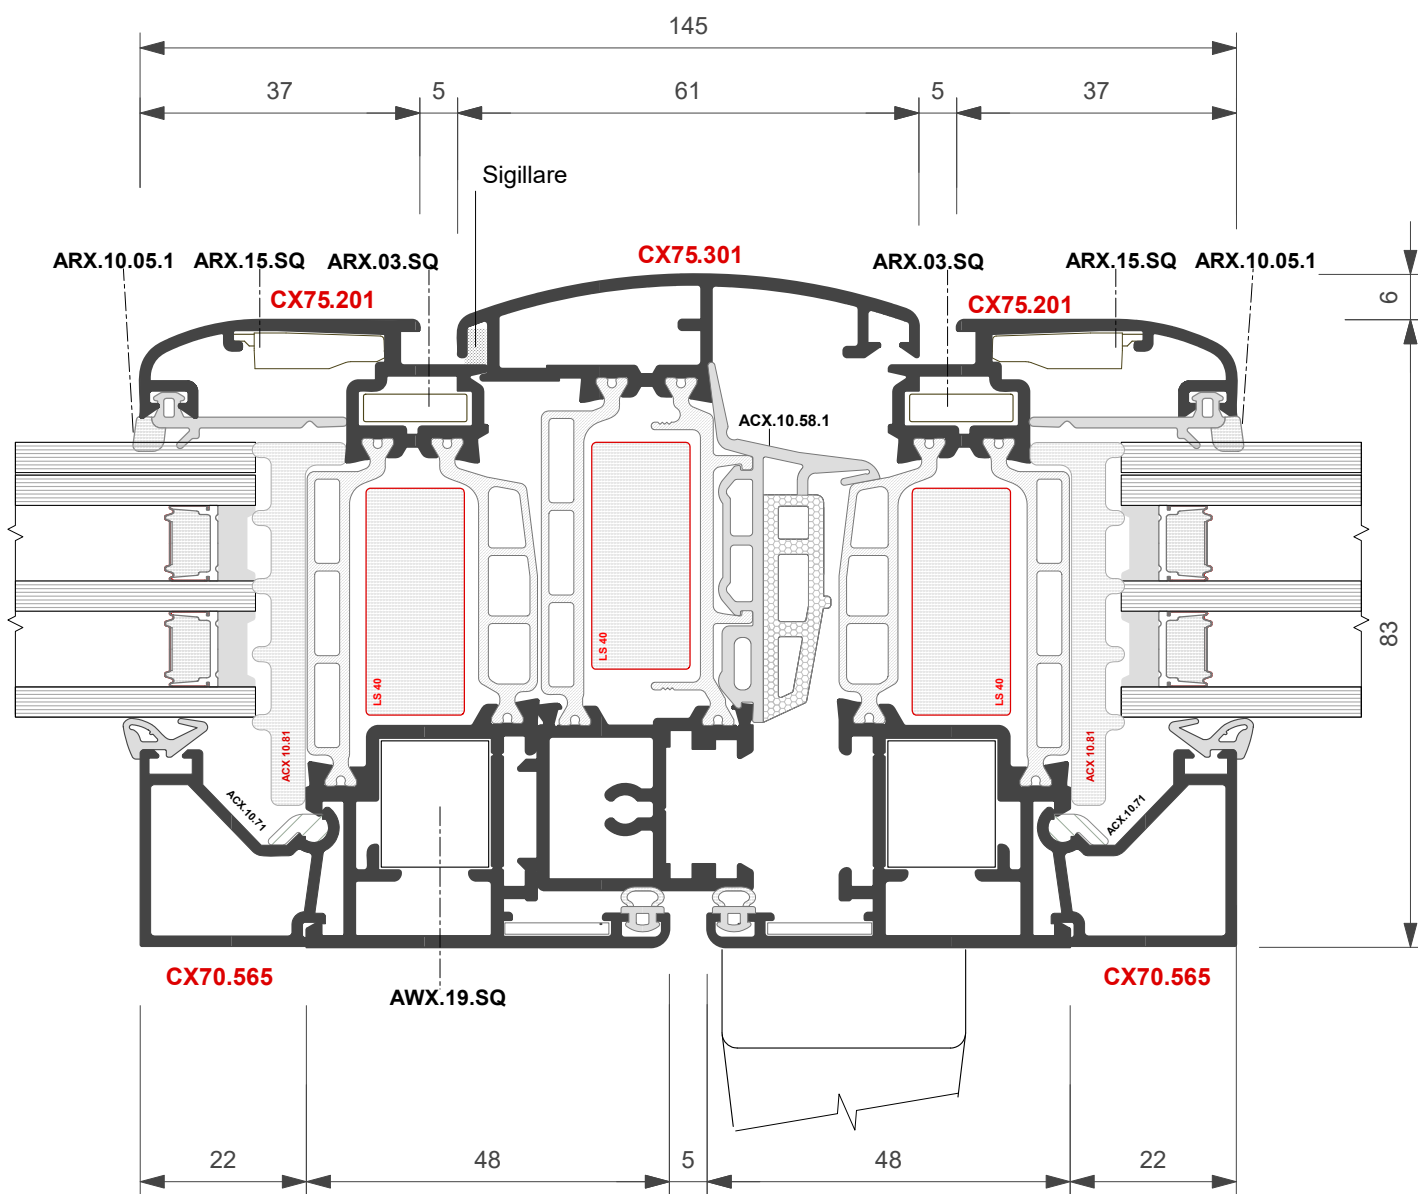 145
37 5 61 5 37
Sigillare
ARX.10.05.1 ARX.15.SQ ARX.03.SQ CX75.301 ARX.03.SQ ARX.15.SQ ARX.10.05.1
CX75.201 CX75.201
6
ACX.10.58.1
83
LS 40
LS 40 LS 40
ACX 10.81 ACX 10.81
ACX.10.71 ACX.10.71
CX70.565 CX70.565
AWX.19.SQ
22 48 5 48 22